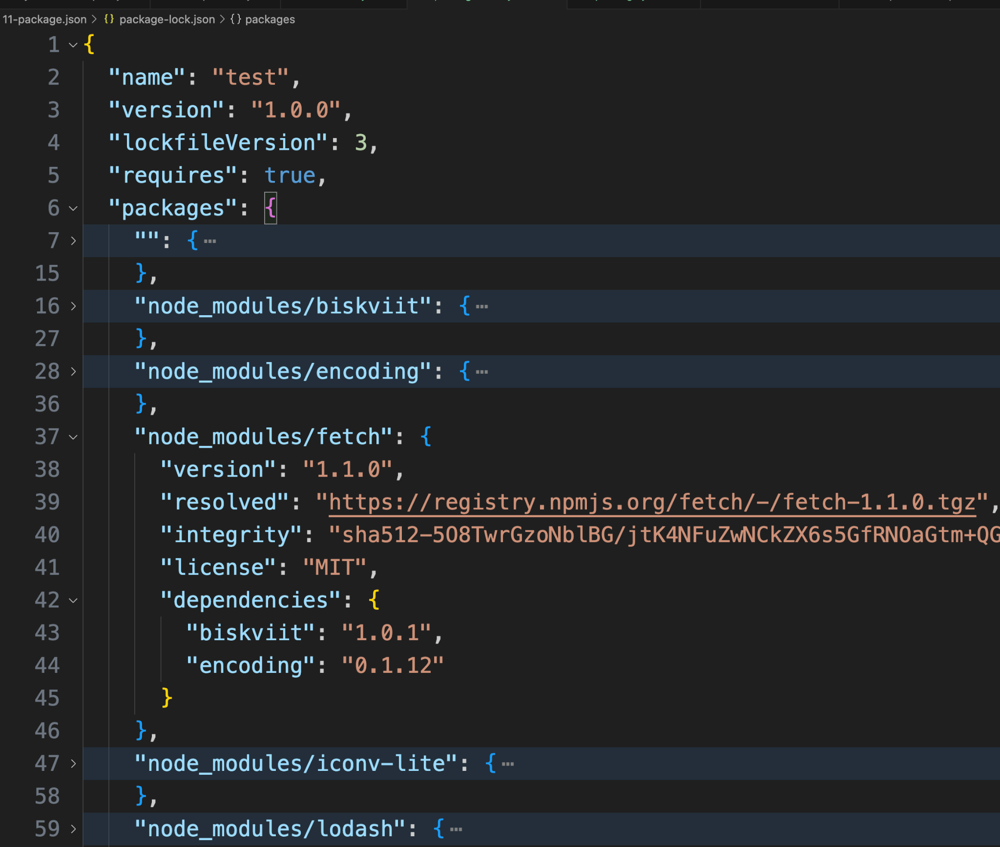 11-package.json > {} package-lock.json > {} packages
1 {
2 "name": "test",
3 "version": "1.0.0",
4 "lockfileVersion": 3,
5 "requires": true,
6 "packages": {
7 "": { …
15 },
16 "node_modules/biskviit": { …
27 },
28 "node_modules/encoding": { …
36 },
37 "node_modules/fetch": {
38 "version": "1.1.0",
39 "resolved": "https://registry.npmjs.org/fetch/-/fetch-1.1.0.tgz",
40 "integrity": "sha512-5O8TwrGzoNblBG/jtK4NFuZwNCkZX6s5GfRNOaGtm+QG
41 "license": "MIT",
42 "dependencies": {
43 "biskviit": "1.0.1",
44 "encoding": "0.1.12"
45 }
46 },
47 "node_modules/iconv-lite": { …
58 },
59 "node_modules/lodash": { …